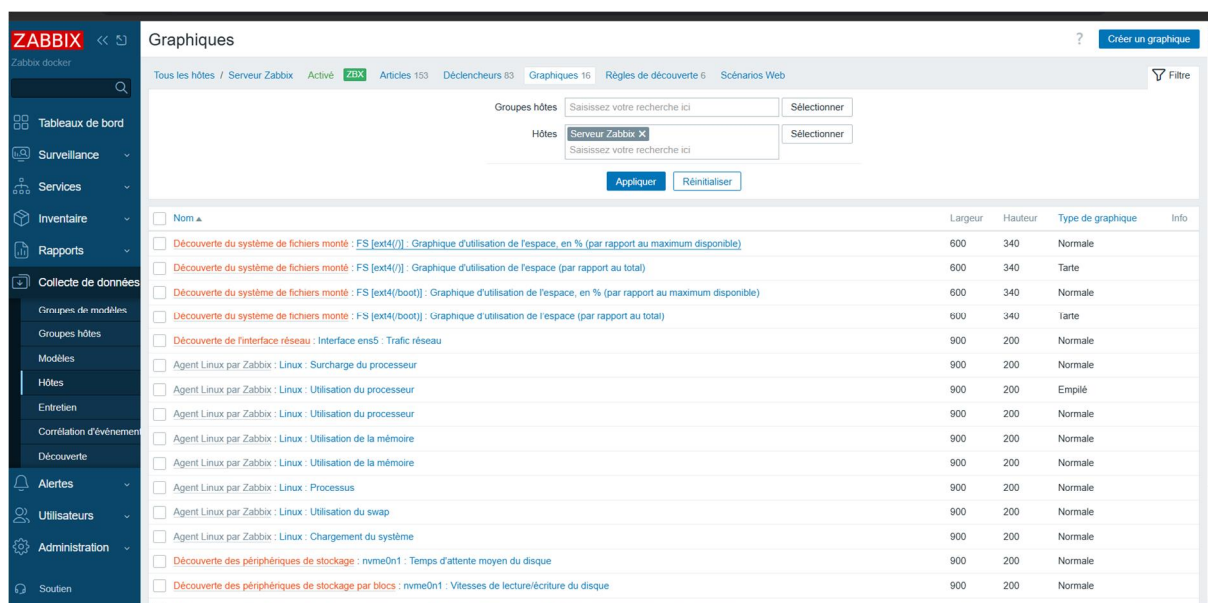 ZABBIX
Graphiques
? Créer un graphique
Zabbix docker
Tous les hôtes / Serveur Zabbix Activé ZBX Articles 153 Déclencheurs 83 Graphiques 16 Règles de découverte 6 Scénarios Web Filtre
Groupes hôtes Saisissez votre recherche ici Sélectionner
Hôtes Serveur Zabbix X Sélectionner
Saisissez votre recherche ici
Appliquer Réinitialiser
Tableaux de bord
Surveillance
Services
Inventaire
Rapports
Collecte de données
Groupes de modèles
Groupes hôtes
Modèles
Hôtes
Entretien
Corrélation d'évènement
Découverte
Alertes
Utilisateurs
Administration
Soutien
Nom Largeur Hauteur Type de graphique Info
Découverte du système de fichiers monté : FS [ext4(/)] : Graphique d'utilisation de l'espace, en % (par rapport au maximum disponible) 600 340 Normale
Découverte du système de fichiers monté : FS [ext4(/)] : Graphique d'utilisation de l'espace (par rapport au total) 600 340 Tarte
Découverte du système de fichiers monté : FS [ext4(/boot)] : Graphique d'utilisation de l'espace, en % (par rapport au maximum disponible) 600 340 Normale
Découverte du système de fichiers monté : FS [ext4(/boot)] : Graphique d'utilisation de l'espace (par rapport au total) 600 340 Tarte
Découverte de l'interface réseau : Interface ens5 : Trafic réseau 900 200 Normale
Agent Linux par Zabbix : Linux : Surcharge du processeur 900 200 Normale
Agent Linux par Zabbix : Linux : Utilisation du processeur 900 200 Empilé
Agent Linux par Zabbix : Linux : Utilisation du processeur 900 200 Normale
Agent Linux par Zabbix : Linux : Utilisation de la mémoire 900 200 Normale
Agent Linux par Zabbix : Linux : Utilisation de la mémoire 900 200 Normale
Agent Linux par Zabbix : Linux : Processus 900 200 Normale
Agent Linux par Zabbix : Linux : Utilisation du swap 900 200 Normale
Agent Linux par Zabbix : Linux : Chargement du système 900 200 Normale
Découverte des périphériques de stockage : nvme0n1 : Temps d'attente moyen du disque 900 200 Normale
Découverte des périphériques de stockage par blocs : nvme0n1 : Vitesses de lecture/écriture du disque 900 200 Normale